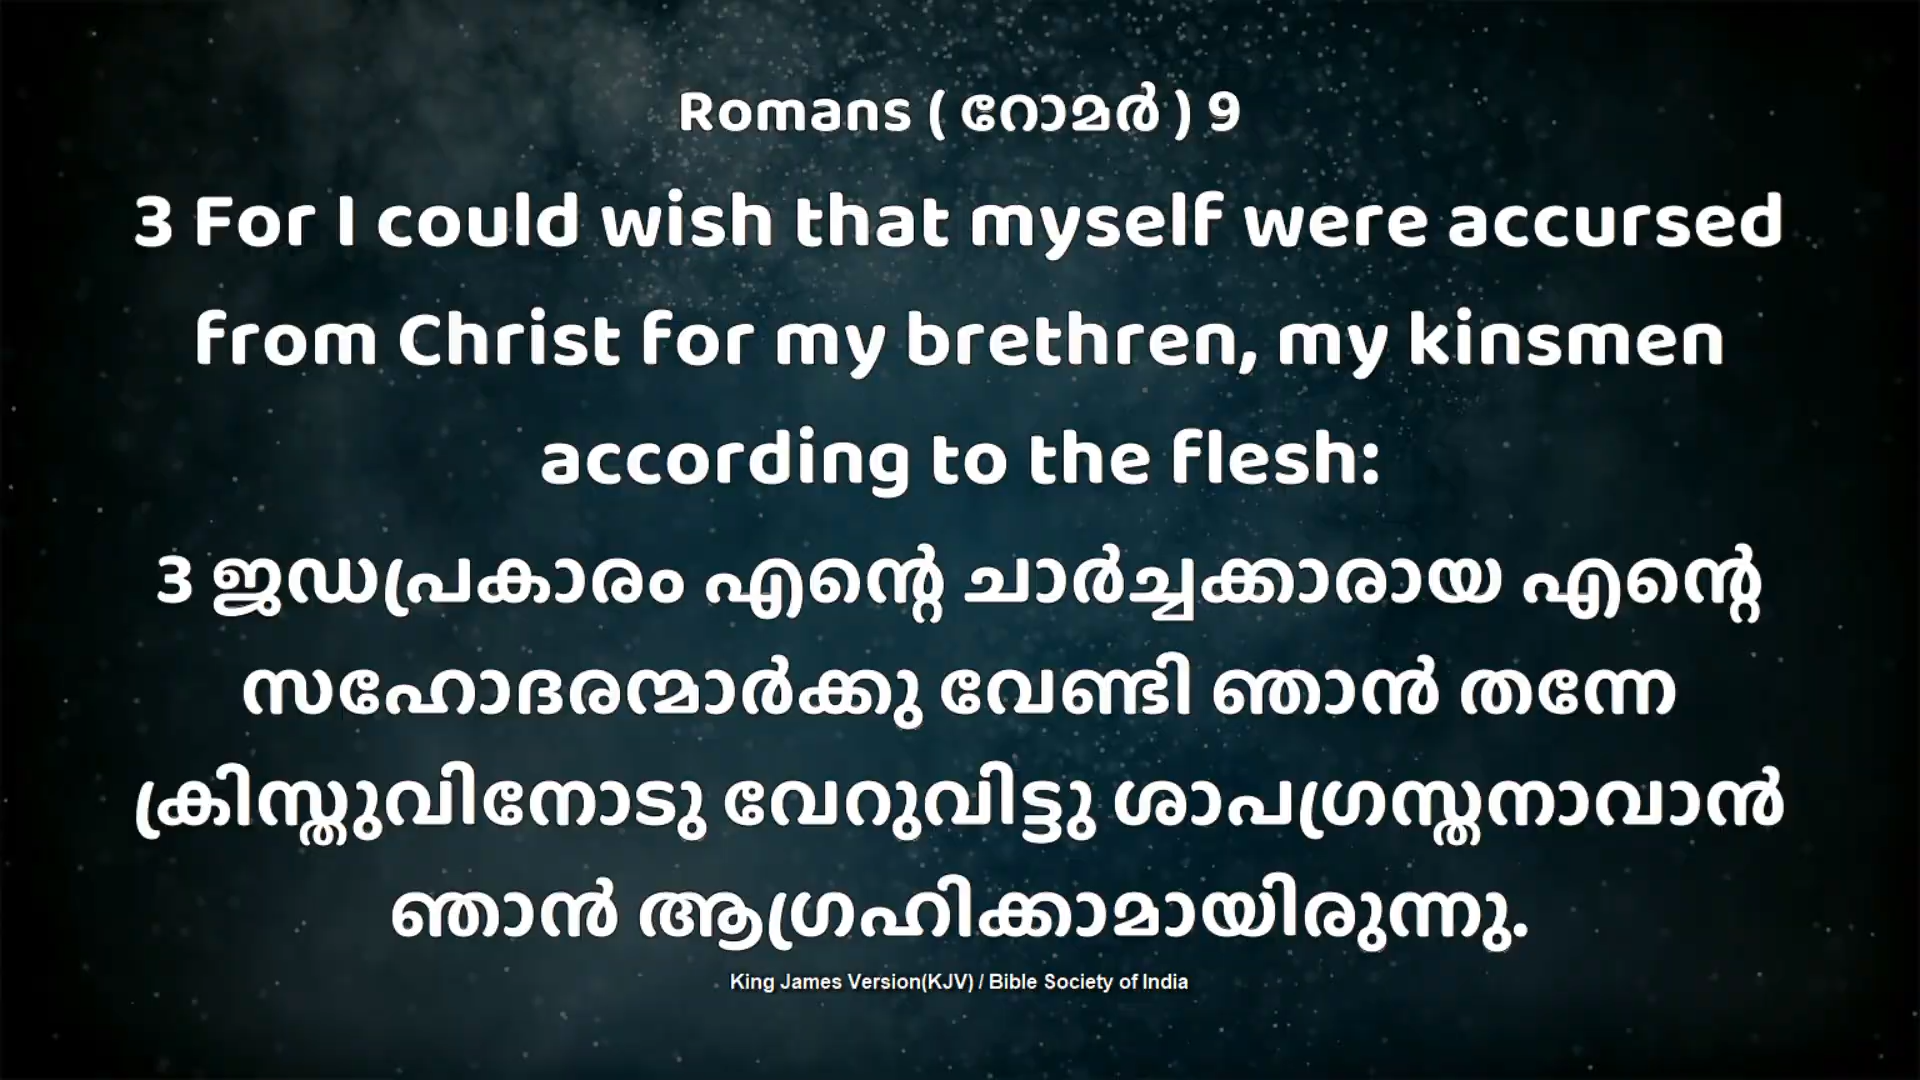 Romans ( റോമർ ) 9
3 For I could wish that myself were accursed
from Christ for my brethren, my kinsmen
according to the flesh:
3 ജഡപ്രകാരം എന്റെ ചാർച്ചക്കാരായ എന്റെ
സഹോദരന്മാർക്കു വേണ്ടി ഞാൻ തന്നേ
ക്രിസ്തുവിനോടു വേറുവിട്ടു ശാപഗ്രസ്തനാവാൻ
ഞാൻ ആഗ്രഹിക്കാമായിരുന്നു.
King James Version(KJV) / Bible Society of India